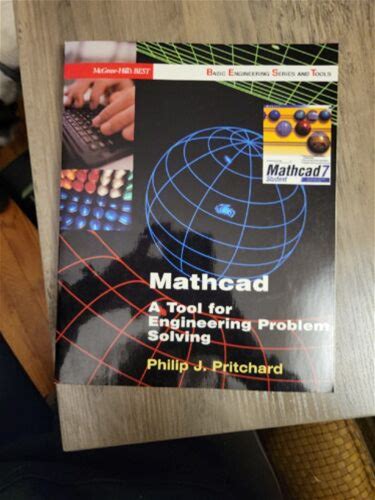 McGraw-Hill's BEST
BASIC ENGINEERING SERIES AND TOOLS
Mathcad 7
Student
Mathcad
A Tool for
Engineering Problem
Solving
Philip J. Pritchard